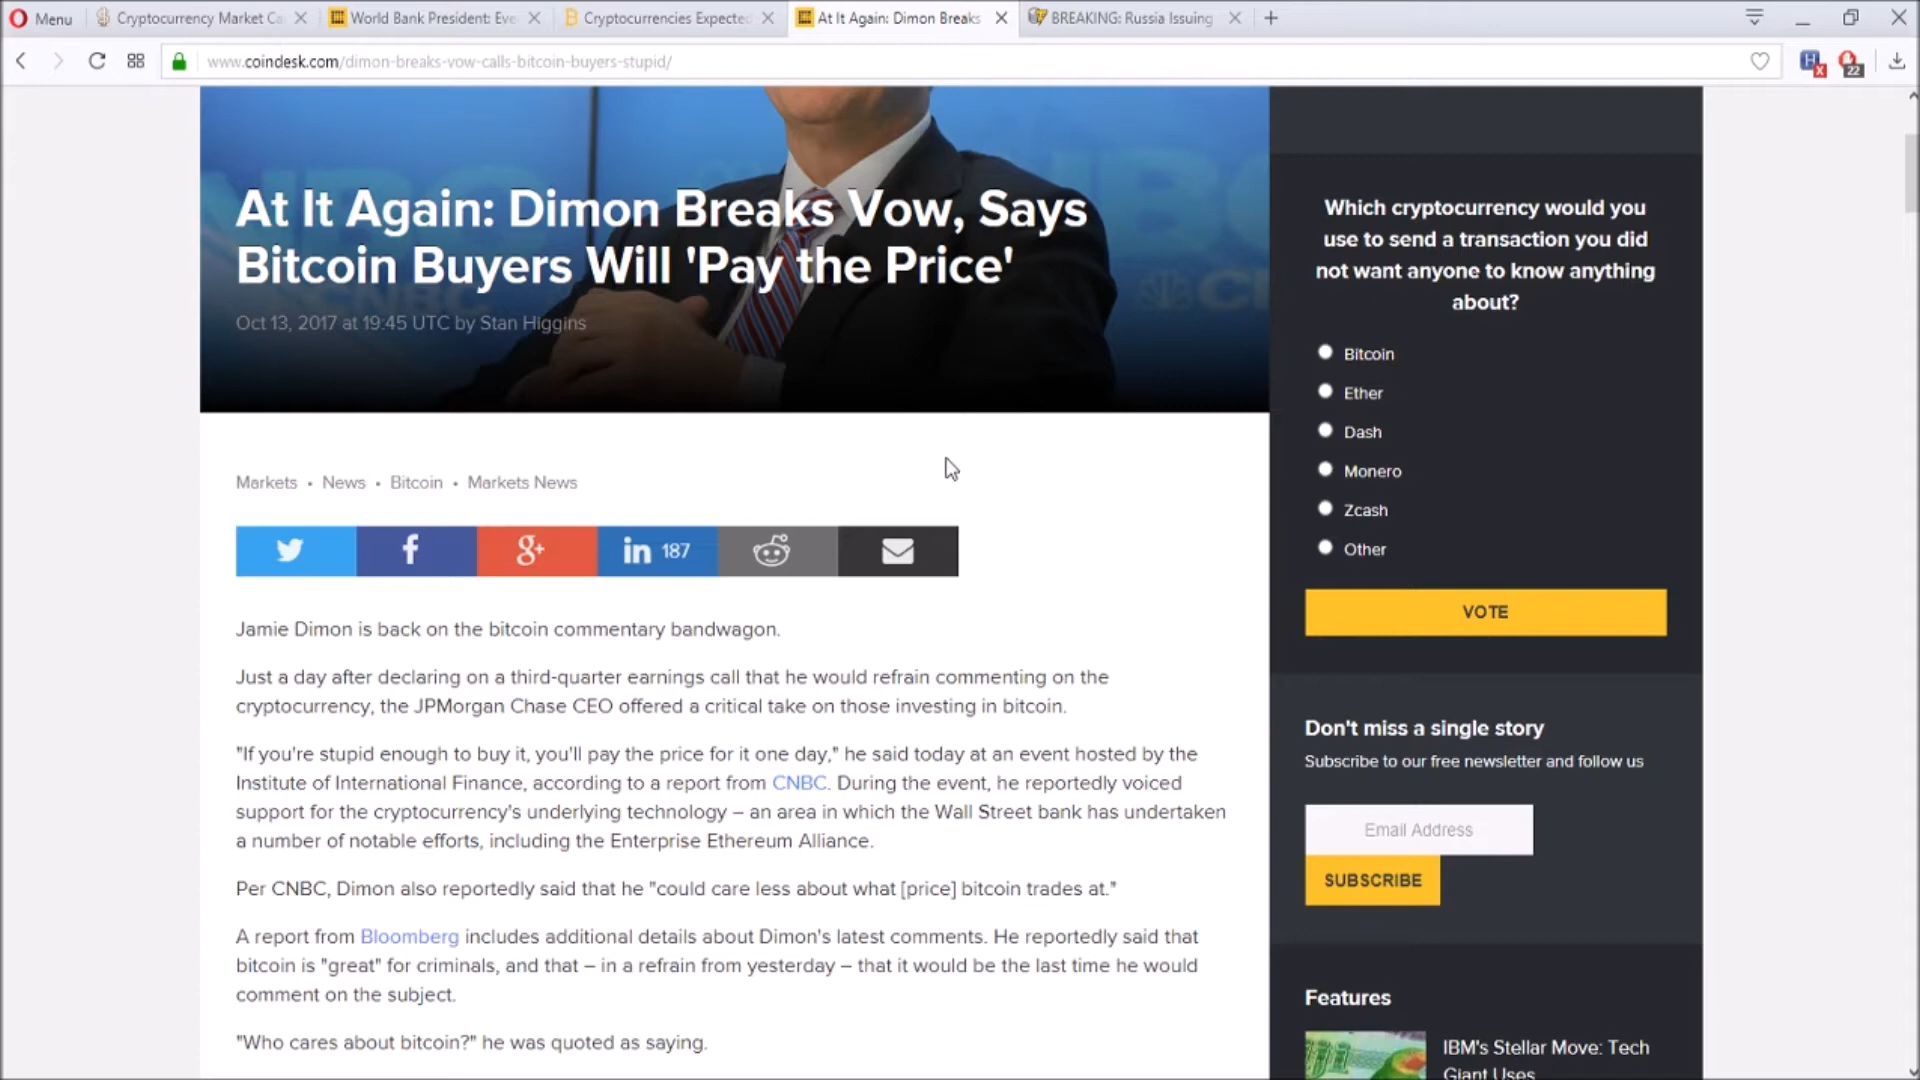 Menu
Cryptocurrency Market Ca
World Bank President: Eve
Cryptocurrencies Expected
At It Again: Dimon Breaks
BREAKING: Russia Issuing
www.coindesk.com/dimon-breaks-vow-calls-bitcoin-buyers-stupid/
22
At It Again: Dimon Breaks Vow, Says
Bitcoin Buyers Will 'Pay the Price'
Oct 13, 2017 at 19:45 UTC by Stan Higgins
Markets • News • Bitcoin • Markets News
187
Jamie Dimon is back on the bitcoin commentary bandwagon.
Just a day after declaring on a third-quarter earnings call that he would refrain commenting on the
cryptocurrency, the JPMorgan Chase CEO offered a critical take on those investing in bitcoin.
"If you're stupid enough to buy it, you'll pay the price for it one day," he said today at an event hosted by the
Institute of International Finance, according to a report from CNBC. During the event, he reportedly voiced
support for the cryptocurrency's underlying technology – an area in which the Wall Street bank has undertaken
a number of notable efforts, including the Enterprise Ethereum Alliance.
Per CNBC, Dimon also reportedly said that he "could care less about what [price] bitcoin trades at."
A report from Bloomberg includes additional details about Dimon's latest comments. He reportedly said that
bitcoin is "great" for criminals, and that – in a refrain from yesterday – that it would be the last time he would
comment on the subject.
"Who cares about bitcoin?" he was quoted as saying.
Which cryptocurrency would you
use to send a transaction you did
not want anyone to know anything
about?
Bitcoin
Ether
Dash
Monero
Zcash
Other
VOTE
Don't miss a single story
Subscribe to our free newsletter and follow us
Email Address
SUBSCRIBE
Features
IBM's Stellar Move: Tech
Giant Uses